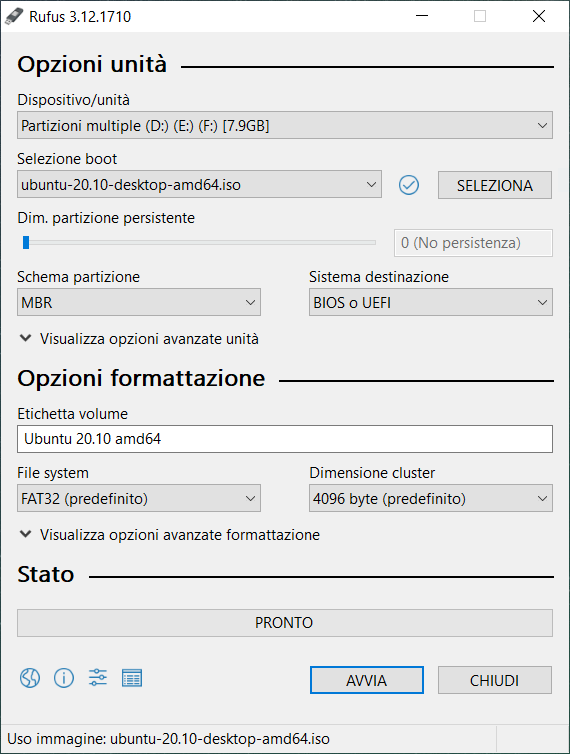 Rufus 3.12.1710
Opzioni unità
Dispositivo/unità
Partizioni multiple (D:) (E:) (F:) [7.9GB]
Selezione boot
ubuntu-20.10-desktop-amd64.iso
SELEZIONA
Dim. partizione persistente
0 (No persistenza)
Schema partizione
Sistema destinazione
MBR
BIOS o UEFI
Visualizza opzioni avanzate unità
Opzioni formattazione
Etichetta volume
Ubuntu 20.10 amd64
File system
Dimensione cluster
FAT32 (predefinito)
4096 byte (predefinito)
Visualizza opzioni avanzate formattazione
Stato
PRONTO
AVVIA
CHIUDI
Uso immagine: ubuntu-20.10-desktop-amd64.iso